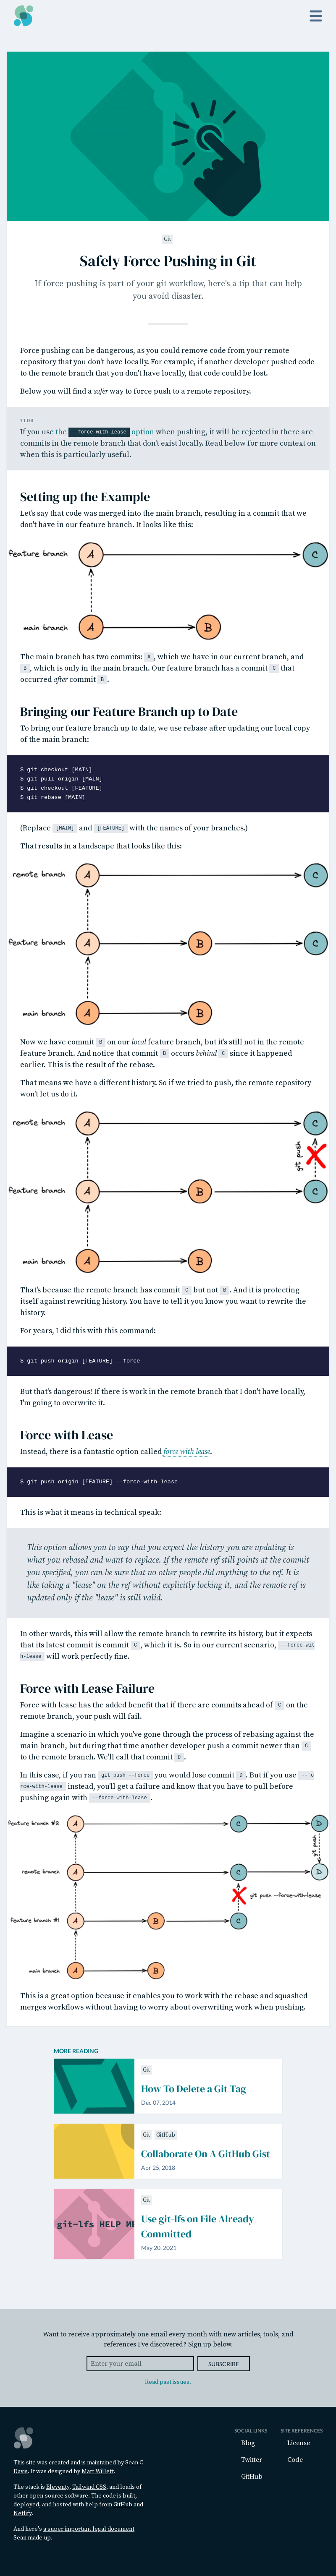 Git
Safely Force Pushing in Git
If force-pushing is part of your git workflow, here's a tip that can help
you avoid disaster.
Force pushing can be dangerous, as you could remove code from your remote
repository that you don't have locally. For example, if another developer pushed code
to the remote branch that you don't have locally, that code could be lost.
Below you will find a safer way to force push to a remote repository.
TLDR
If you use the --force-with-lease option when pushing, it will be rejected in there are
commits in the remote branch that don't exist locally. Read below for more context on
when this is particularly useful.
Setting up the Example
Let's say that code was merged into the main branch, resulting in a commit that we
don't have in our feature branch. It looks like this:
feature branch A C
main branch A B
The main branch has two commits: A, which we have in our current branch, and
B, which is only in the main branch. Our feature branch has a commit C that
occurred after commit B.
Bringing our Feature Branch up to Date
To bring our feature branch up to date, we use rebase after updating our local copy
of the main branch:
$ git checkout [MAIN]
$ git pull origin [MAIN]
$ git checkout [FEATURE]
$ git rebase [MAIN]
(Replace [MAIN] and [FEATURE] with the names of your branches.)
That results in a landscape that looks like this:
remote branch A C
feature branch A B C
main branch A B
Now we have commit B on our local feature branch, but it's still not in the remote
feature branch. And notice that commit B occurs behind C since it happened
earlier. This is the result of the rebase.
That means we have a different history. So if we tried to push, the remote repository
won't let us do it.
remote branch A C
git push
feature branch A B C
main branch A B
That's because the remote branch has commit C but not B. And it is protecting
itself against rewriting history. You have to tell it you know you want to rewrite the
history.
For years, I did this with this command:
$ git push origin [FEATURE] --force
But that's dangerous! If there is work in the remote branch that I don't have locally,
I'm going to overwrite it.
Force with Lease
Instead, there is a fantastic option called force with lease.
$ git push origin [FEATURE] --force-with-lease
This is what it means in technical speak:
This option allows you to say that you expect the history you are updating is
what you rebased and want to replace. If the remote ref still points at the commit
you specified, you can be sure that no other people did anything to the ref. It is
like taking a "lease" on the ref without explicitly locking it, and the remote ref is
updated only if the "lease" is still valid.
In other words, this will allow the remote branch to rewrite its history, but it expects
that its latest commit is commit C, which it is. So in our current scenario, --force-wit
h-lease will work perfectly fine.
Force with Lease Failure
Force with lease has the added benefit that if there are commits ahead of C on the
remote branch, your push will fail.
Imagine a scenario in which you've gone through the process of rebasing against the
main branch, but during that time another developer push a commit newer than C
to the remote branch. We'll call that commit D.
In this case, if you ran git push --force you would lose commit D. But if you use --fo
rce-with-lease instead, you'll get a failure and know that you have to pull before
pushing again with --force-with-lease.
feature branch #2 A C D
git push
remote branch A C D
git push --force-with-lease
feature branch #1 A B C
main branch A B
This is a great option because it enables you to work with the rebase and squashed
merges workflows without having to worry about overwriting work when pushing.
MORE READING
Git
How To Delete a Git Tag
Dec 07, 2014
Git GitHub
Collaborate On A GitHub Gist
Apr 25, 2018
git-lfs HELP ME
Git
Use git-lfs on File Already
Committed
May 20, 2021
Want to receive approximately one email every month with new articles, tools, and
references I've discovered? Sign up below.
Enter your email SUBSCRIBE
Read past issues.
This site was created and is maintained by Sean C
Davis. It was designed by Matt Willett.
The stack is Eleventy, Tailwind CSS, and loads of
other open-source software. The code is built,
deployed, and hosted with help from GitHub and
Netlify.
And here's a super important legal document
Sean made up.
SOCIAL LINKS
Blog
Twitter
GitHub
SITE REFERENCES
License
Code